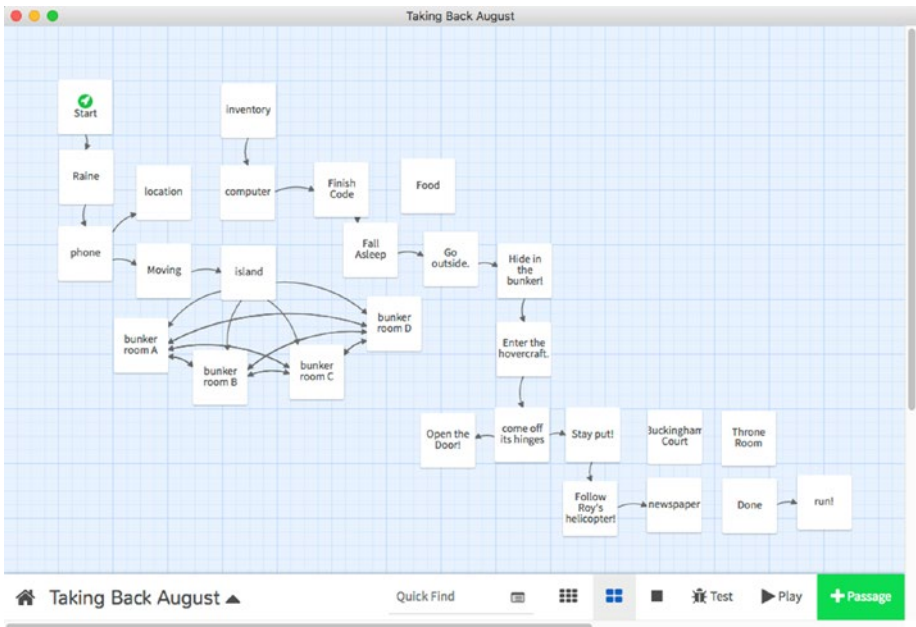 Taking Back August
Start
inventory
Raine
location
computer
Finish
Code
Food
phone
Moving
island
Fall
Asleep
Go
outside.
Hide in
the
bunker!
bunker
room A
bunker
room B
bunker
room C
bunker
room D
Enter the
hovercraft.
Open the
Door!
come off
its hinges
Stay put!
Buckingham
Court
Throne
Room
Follow
Roy's
helicopter!
newspaper
Done
run!
Taking Back August
Quick Find
Test
Play
Passage